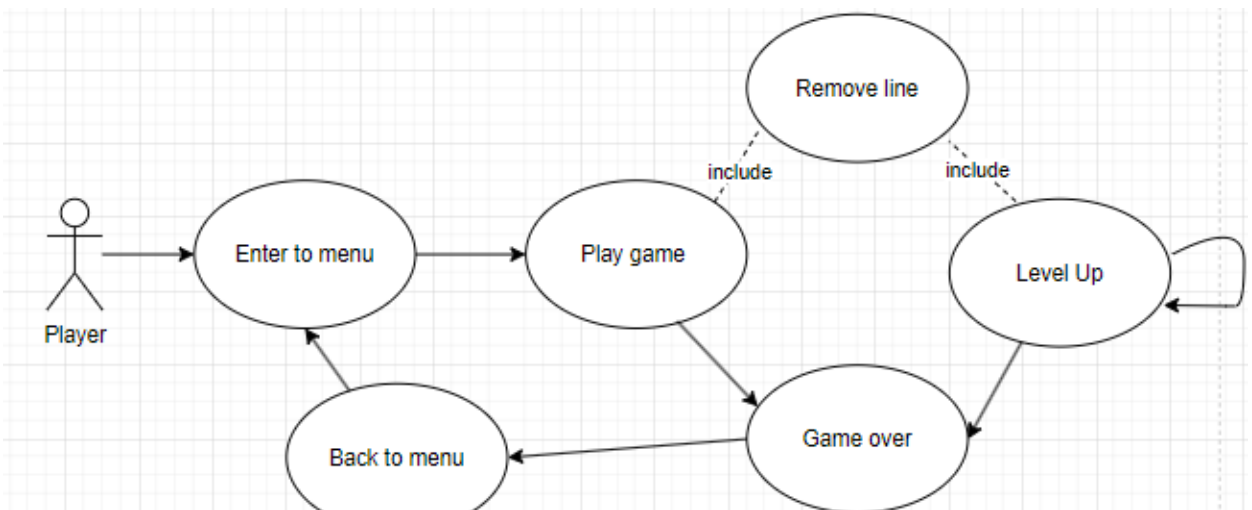 Remove line
include
include
Enter to menu
Play game
Level Up
Player
Game over
Back to menu